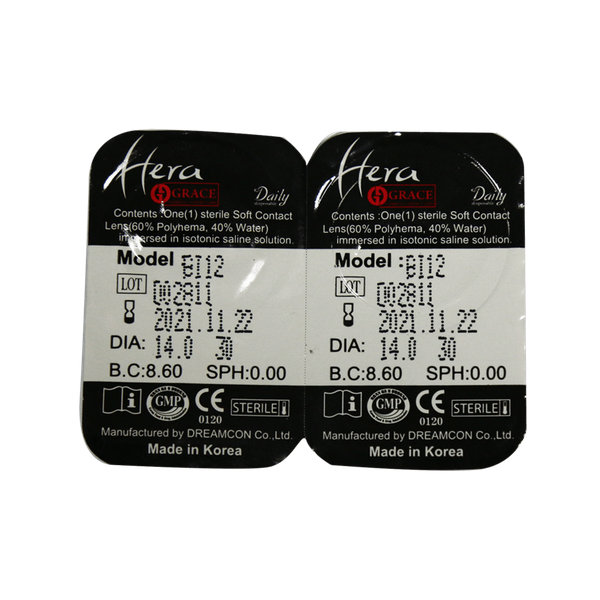 Hera
GRACE
Daily
disposable
Contents :One(1) sterile Soft Contact
Lens(60% Polyhema, 40% Water)
immersed in isotonic saline solution.
Model BI12
LOT QW2811
2021.11.22
DIA: 14.0 30
B.C:8.60 SPH:0.00
GMP
CE
0120
STERILE
Manufactured by DREAMCON Co.,Ltd.
Made in Korea
Hera
GRACE
Daily
disposable
Contents :One(1) sterile Soft Contact
Lens(60% Polyhema, 40% Water)
immersed in isotonic saline solution.
Model : BI12
LOT QW2811
2021.11.22
DIA: 14.0 30
B.C:8.60 SPH:0.00
GMP
CE
0120
STERILE
Manufactured by DREAMCON Co.,Ltd.
Made in Korea